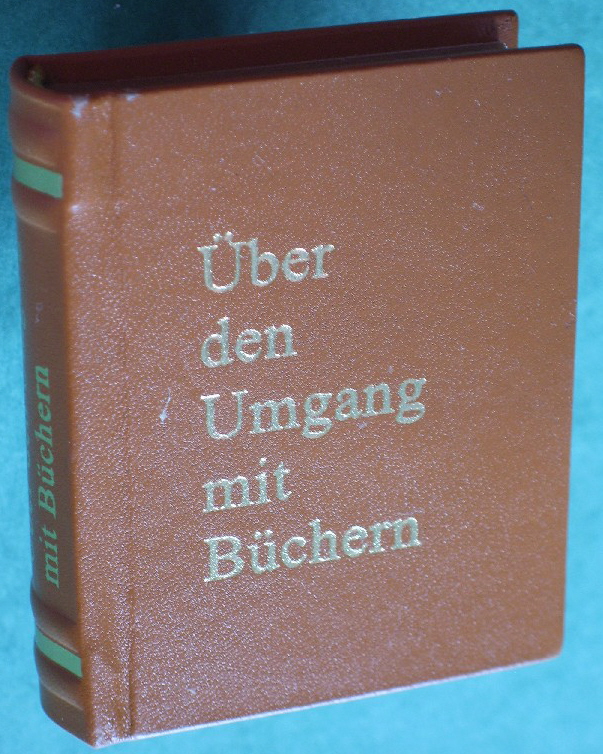 Über
den
Umgang
mit
Büchern
mit Büchern